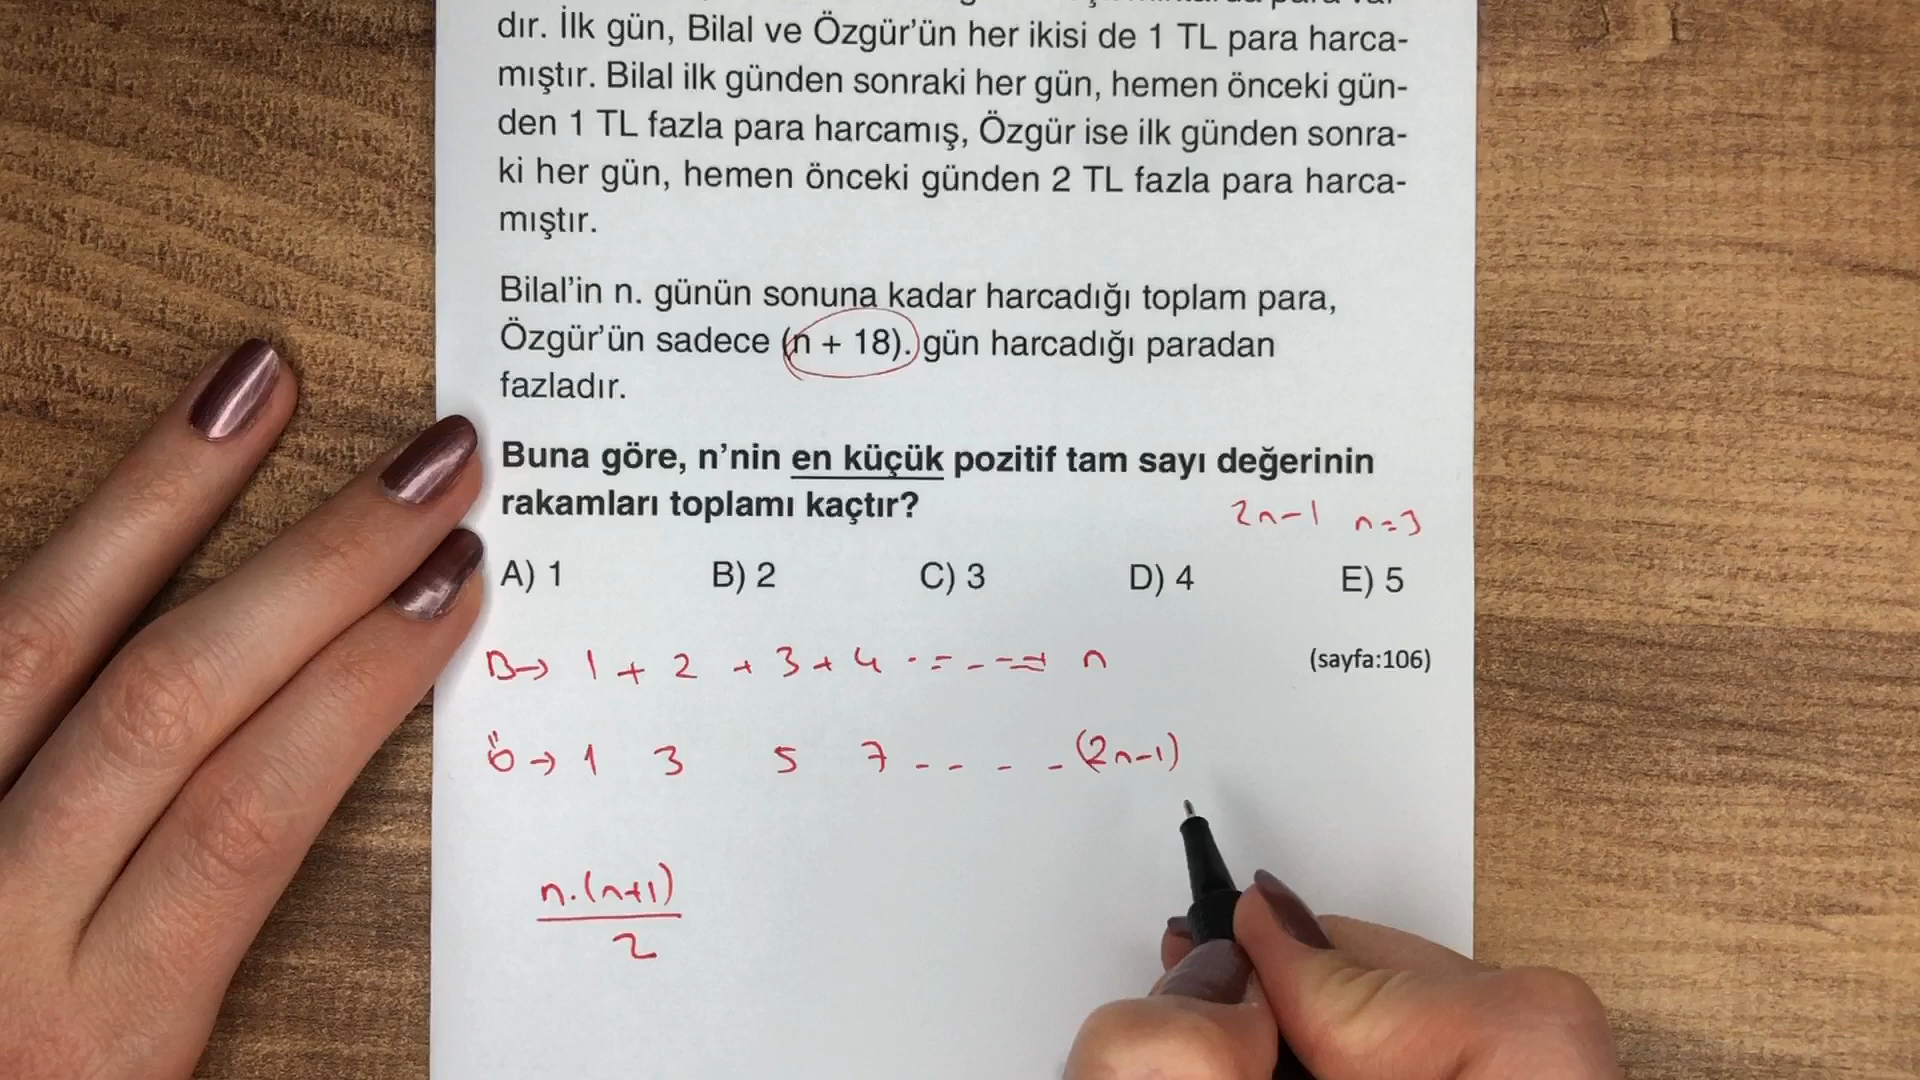 dır. İlk gün, Bilal ve Özgür'ün her ikisi de 1 TL para harca-
mıştır. Bilal ilk günden sonraki her gün, hemen önceki gün-
den 1 TL fazla para harcamış, Özgür ise ilk günden sonra-
ki her gün, hemen önceki günden 2 TL fazla para harca-
mıştır.
Bilal'in n. günün sonuna kadar harcadığı toplam para,
Özgür'ün sadece (n + 18). gün harcadığı paradan
fazladır.
Buna göre, n'nin en küçük pozitif tam sayı değerinin
rakamları toplamı kaçtır?
2n-1 n=3
A) 1 B) 2 C) 3 D) 4 E) 5
B→ 1 + 2 + 3 + 4 . = - - = + n
(sayfa:106)
ö→ 1 3 5 7 - - - - (2n-1)
n.(n+1)
2